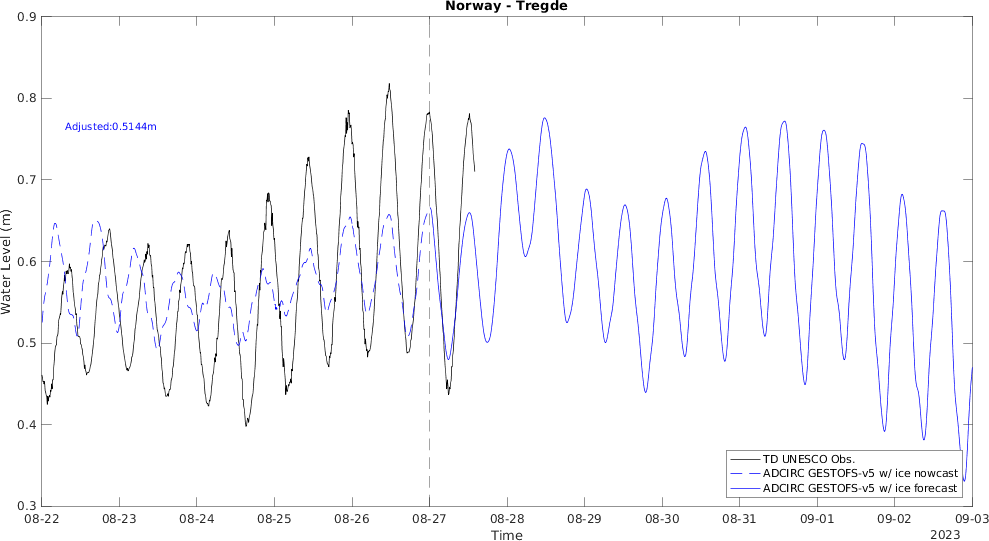 Norway - Tregde
0.9
0.8
0.7
0.6
0.5
0.4
0.3
Water Level (m)
Adjusted:0.5144m
TD UNESCO Obs.
ADCIRC GESTOFS-v5 w/ ice nowcast
ADCIRC GESTOFS-v5 w/ ice forecast
08-22 08-23 08-24 08-25 08-26 08-27 08-28 08-29 08-30 08-31 09-01 09-02 09-03
Time
2023